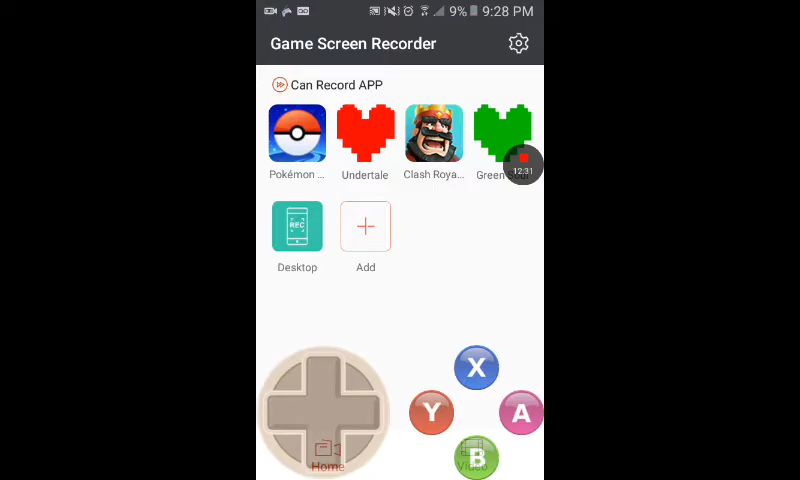 9% 9:28 PM
Game Screen Recorder
Can Record APP
Pokémon ...
Undertale
Clash Roya...
Green
12:31
REC
Desktop
Add
X
Y
A
B
Home
Video